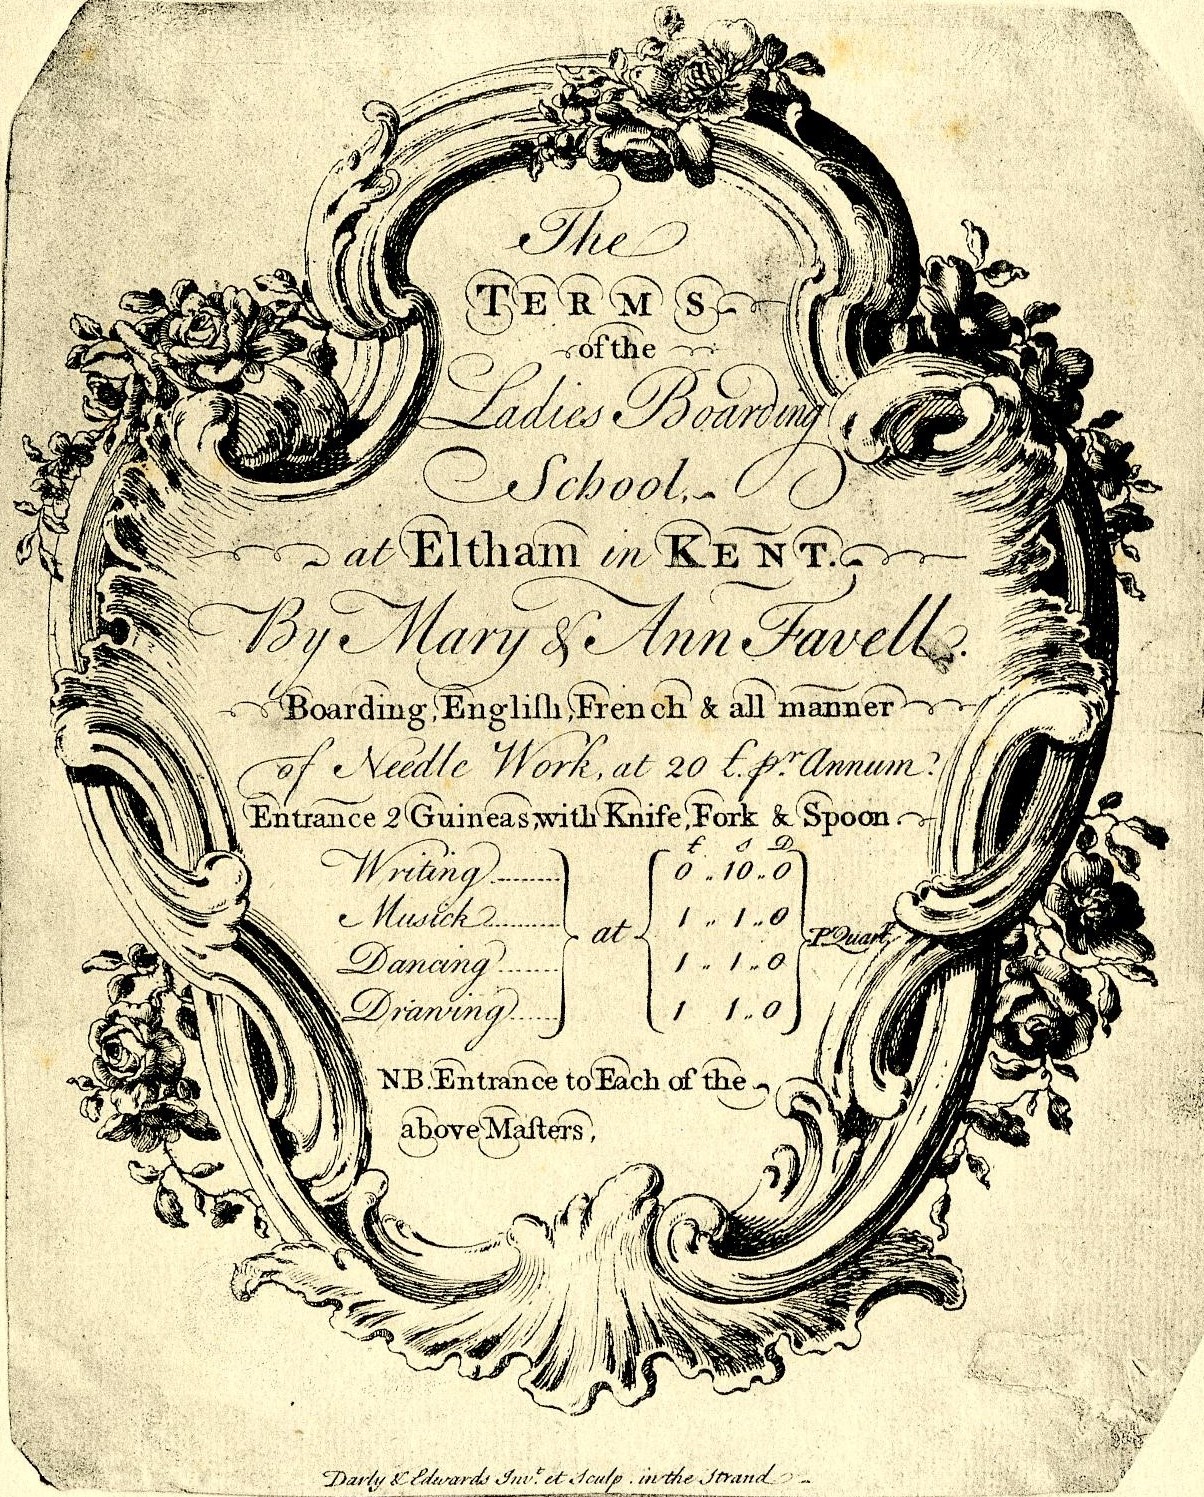 The
TERMS
of the
Ladies Boarding
School,
at Eltham in KENT.
By Mary & Ann Favell.
Boarding, Engliſh, French & all manner
of Needle Work, at 20 £. pr. Annum.
Entrance 2 Guineas, with Knife, Fork & Spoon
£ s D
Writing.......... 0 .. 10 .. 0
Musick.......... 1 .. 1 .. 0
at Pr. Quart.r
Dancing....... 1 .. 1 .. 0
Drawing...... 1 1 .. 0
N.B. Entrance to Each of the
above Maſters,
Darly & Edwards Inv.t et Sculp. in the Strand